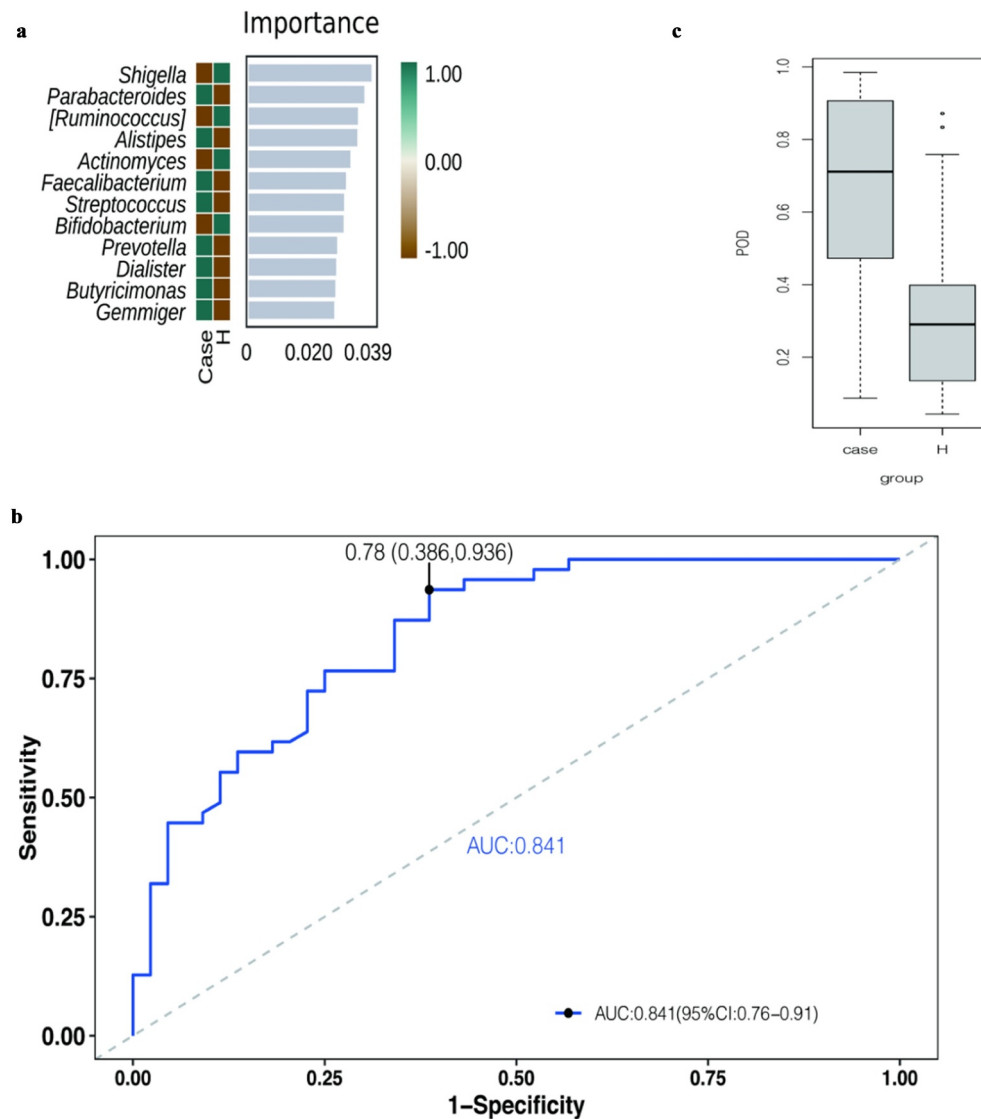 a
Importance
Shigella
Parabacteroides
[Ruminococcus]
Alistipes
Actinomyces
Faecalibacterium
Streptococcus
Bifidobacterium
Prevotella
Dialister
Butyricimonas
Gemmiger
Case
H
0 0.020 0.039
1.00
0.00
-1.00
c
1.0
0.8
0.6
0.4
0.2
POD
case H
group
b
0.78 (0.386,0.936)
1.00
0.75
0.50
0.25
0.00
Sensitivity
AUC:0.841
AUC:0.841(95%CI:0.76–0.91)
0.00 0.25 0.50 0.75 1.00
1−Specificity